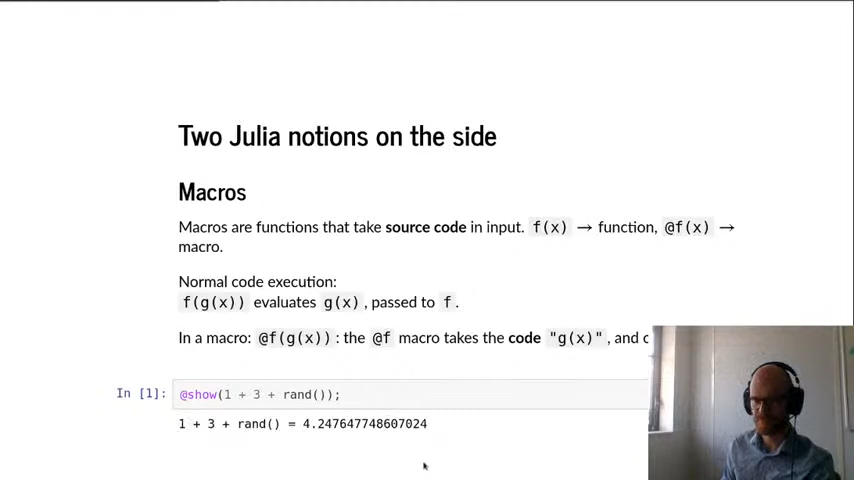 Two Julia notions on the side
Macros
Macros are functions that take source code in input. f(x) → function, @f(x) →
macro.
Normal code execution:
f(g(x)) evaluates g(x), passed to f.
In a macro: @f(g(x)): the @f macro takes the code "g(x)", and
In [1]: @show(1 + 3 + rand());
1 + 3 + rand() = 4.247647748607024